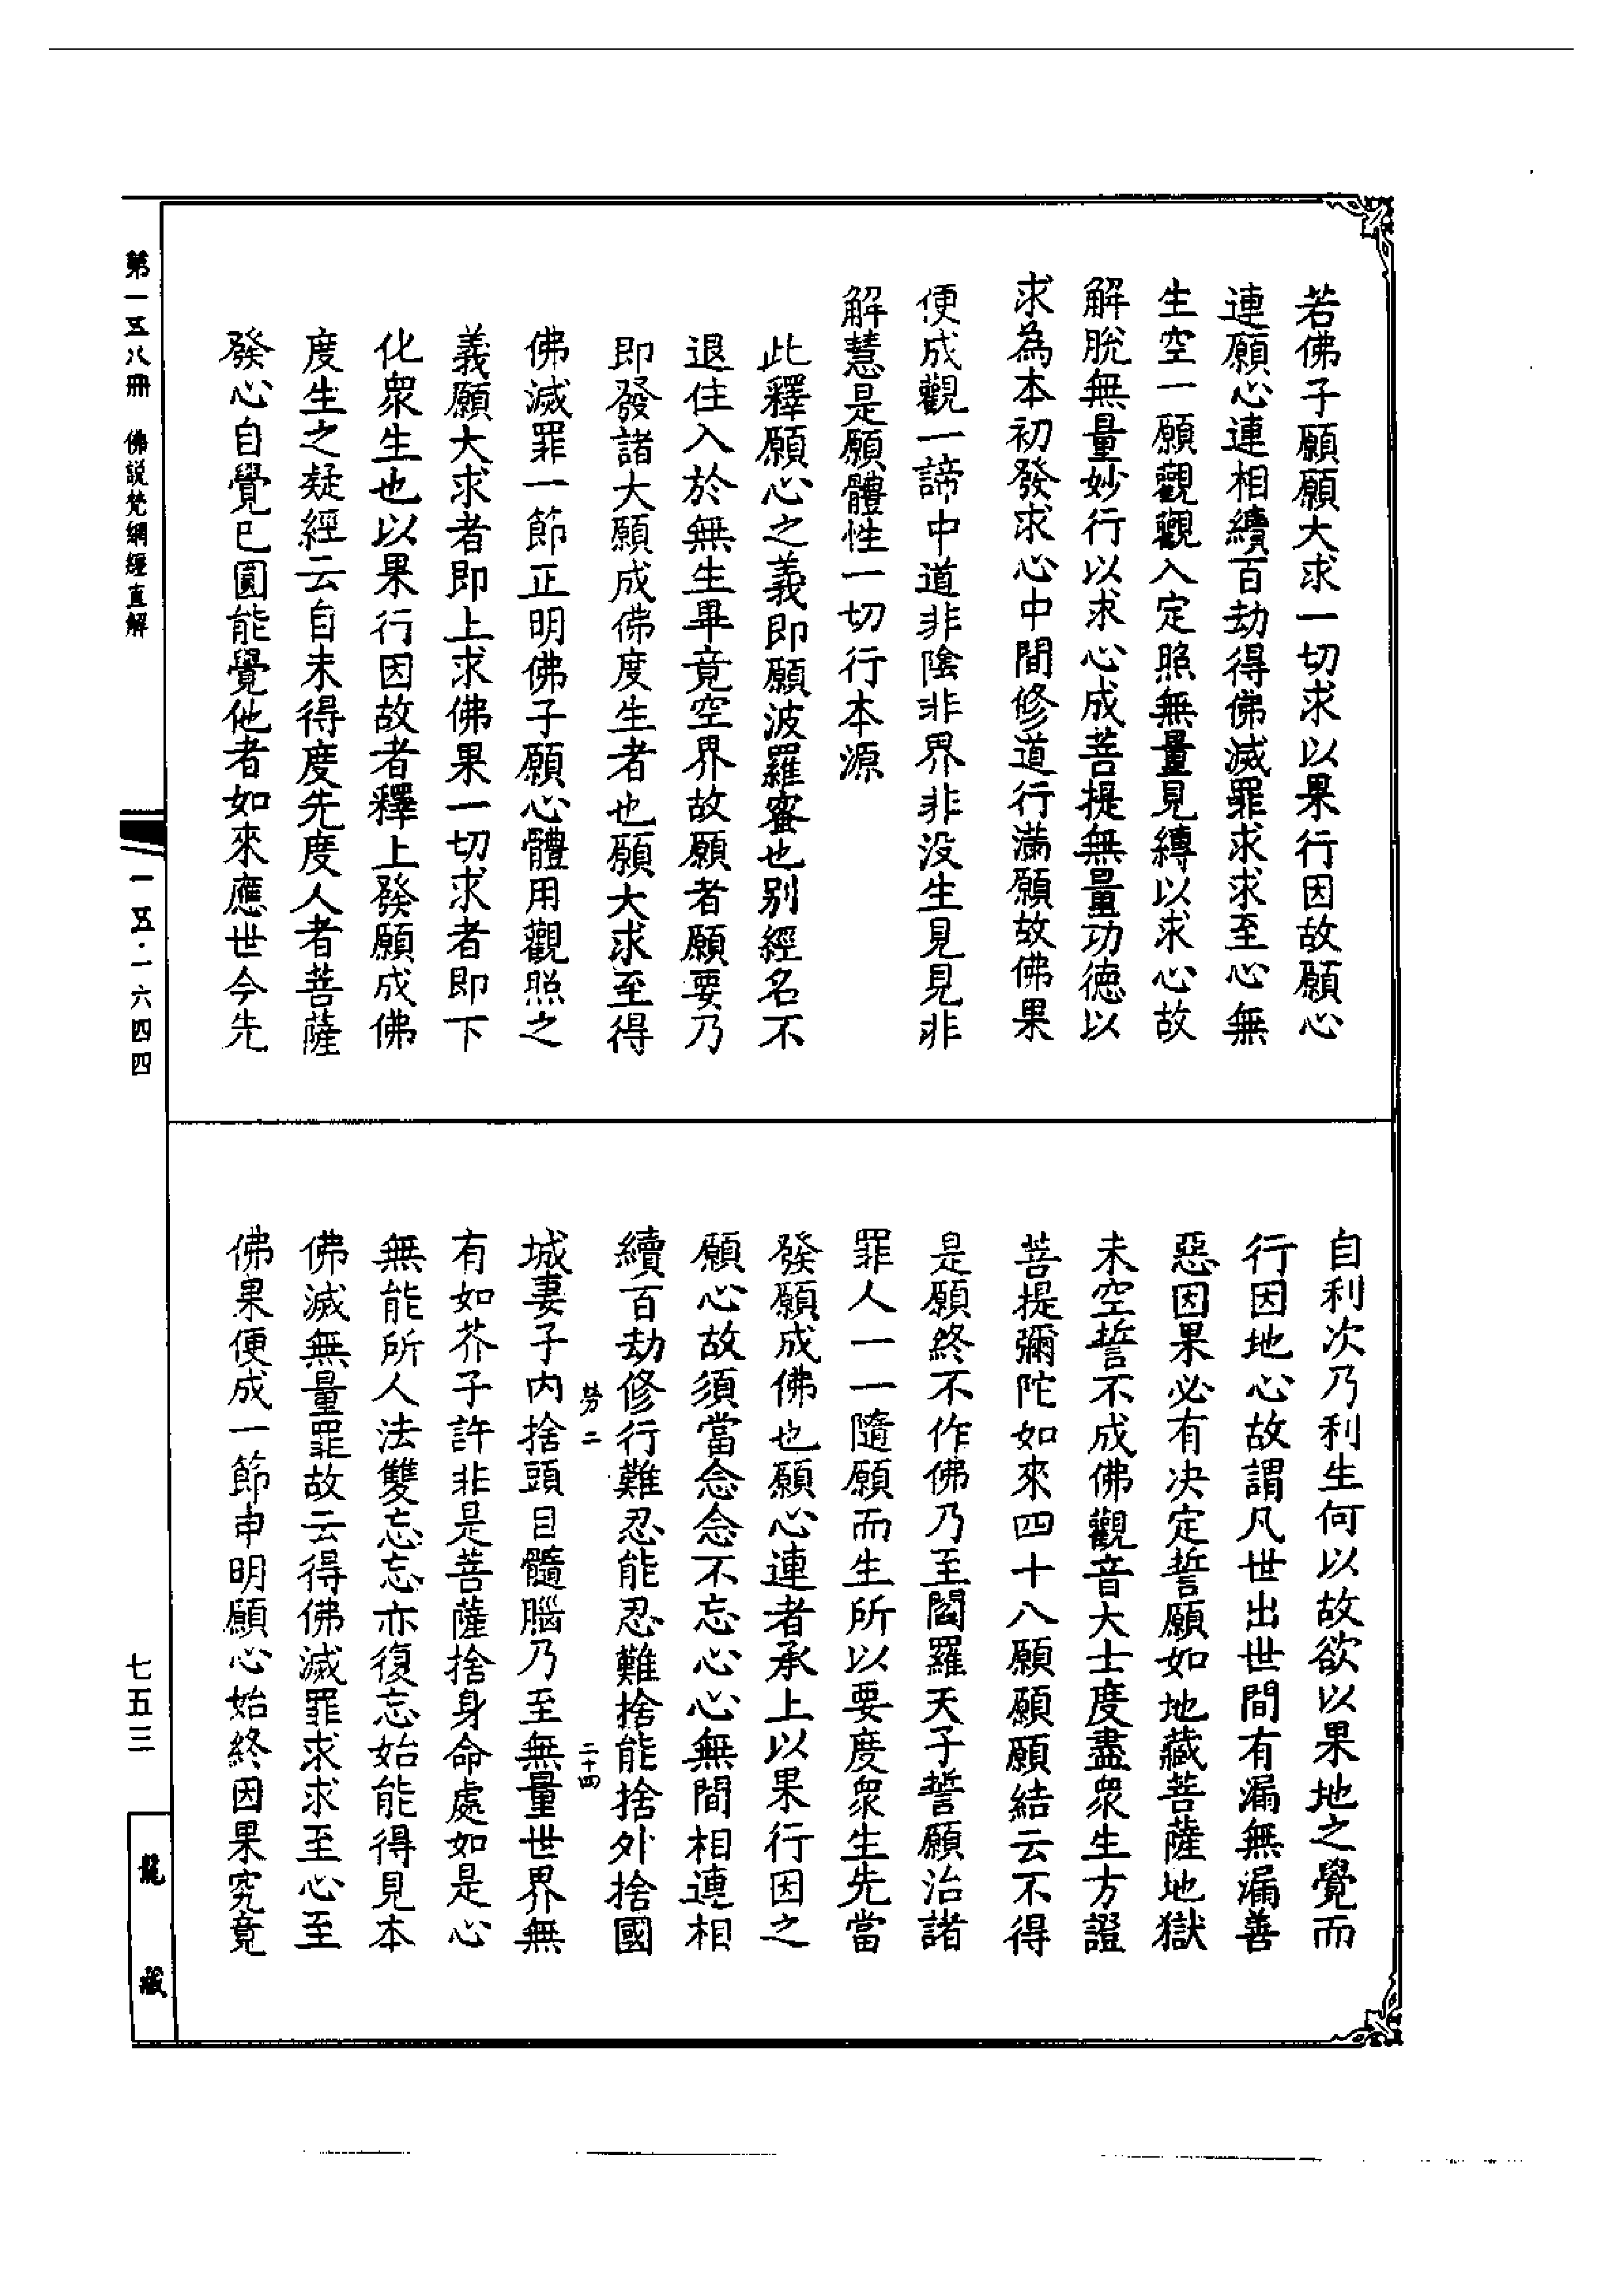 若佛子願願大求一切求以果行因故願心
連願心連相續百劫得佛滅罪求求至心無
生空一願觀觀入定照無量見縛以求心故
解脫無量妙行以求心成菩提無量功德以
求為本初發求心中間修道行滿願故佛果
便成觀一諦中道非陰非界非没生見見非
解慧是願體性一切行本源
此釋願心之義即願波羅蜜也别經名不
退住入於無生畢竟空界故願者願要乃
即發諸大願成佛度生者也願大求至得
佛滅罪一節正明佛子願心體用觀照之
義願大求者即上求佛果一切求者即下
化衆生也以果行因故者釋上發願成佛
度生之疑經云自未得度先度人者菩薩
發心自覺已圓能覺他者如來應世今先
自利次乃利生何以故欲以果地之覺而
行因地心故謂凡世出世間有漏無漏善
惡因果必有决定誓願如地藏菩薩地獄
未空誓不成佛觀音大士度盡衆生方證
菩提彌陀如來四十八願願結云不得
是願終不作佛乃至閻羅天子誓願治諸
罪人一一隨願而生所以要度衆生先當
發願成佛也願心連者承上以果行因之
願心故須當念念不忘心心無間相連相
續百劫修行難忍能忍難捨能捨外捨國
城妻子内捨頭目髓腦乃至無量世界無
有如芥子許非是菩薩捨身命處如是心
無能所人法雙忘忘亦復忘始能得見本
佛滅無量罪故云得佛滅罪求求至心至
佛果便成一節申明願心始終因果究竟
二
二十四
第一五八冊 佛説梵網經直解
一一五·一六四四
七五三
龍藏